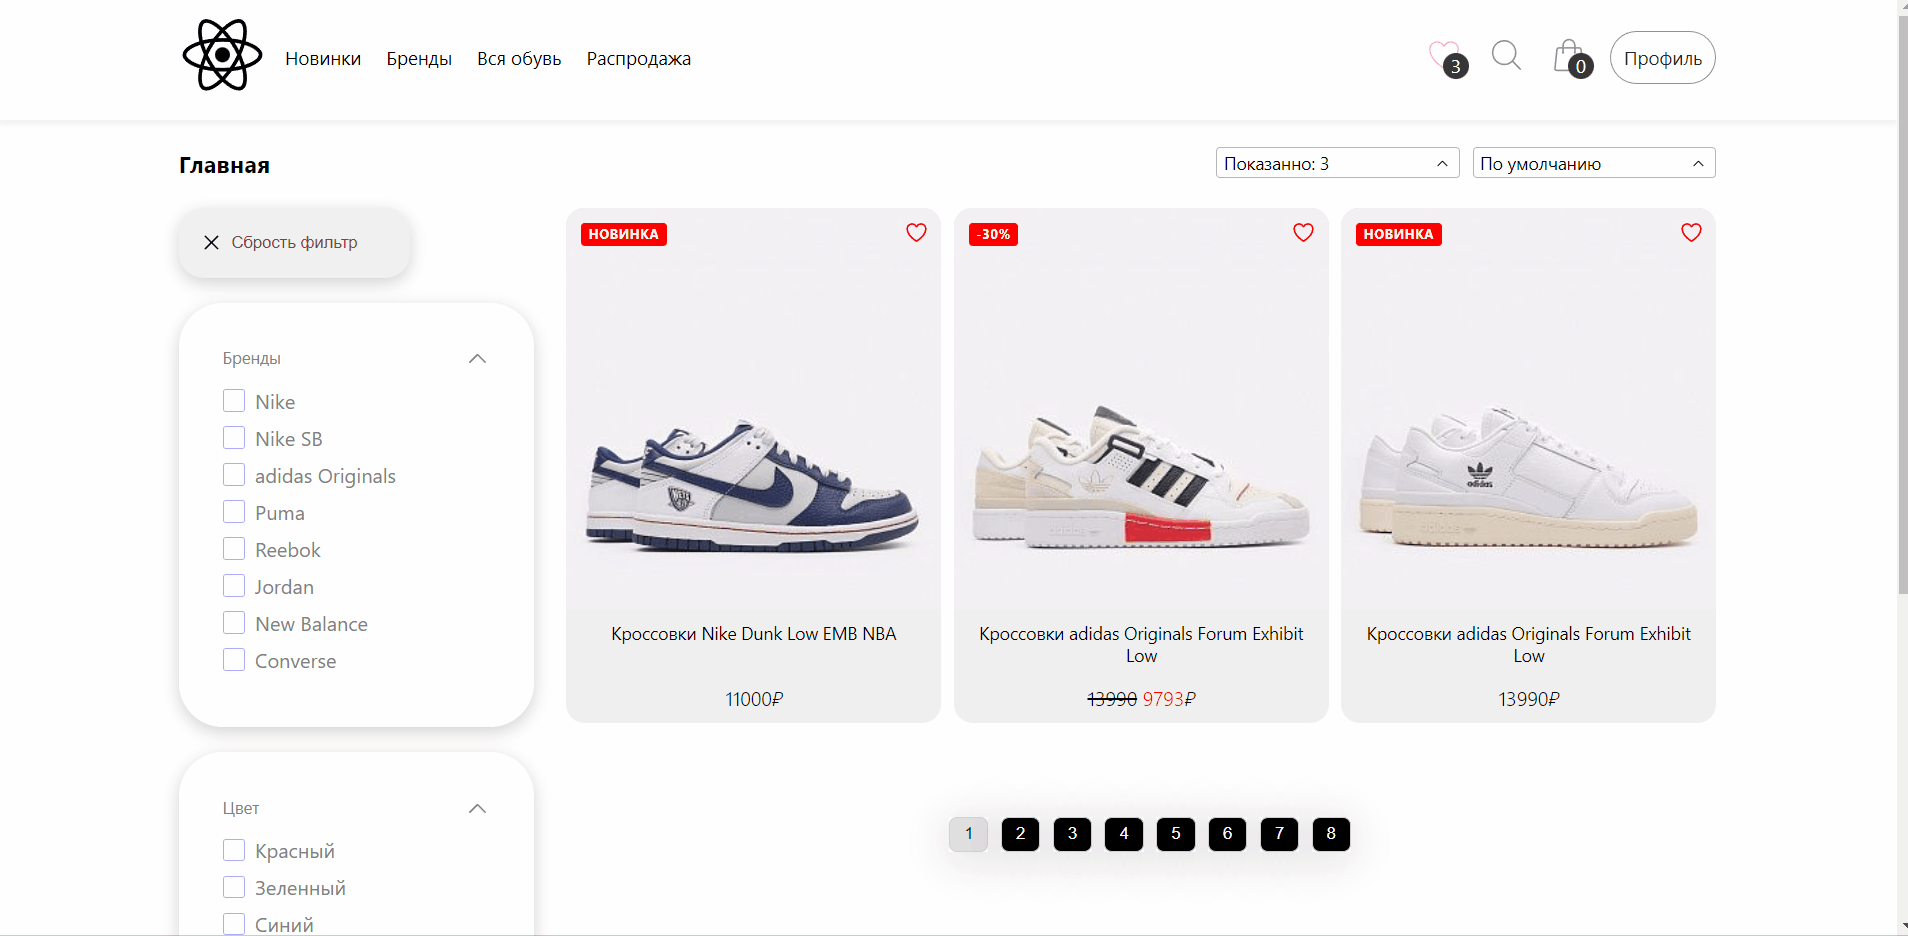 Новинки Бренды Вся обувь Распродажа
3
0
Профиль
Главная
Показанно: 3
По умолчанию
Сбрость фильтр
Бренды
Nike
Nike SB
adidas Originals
Puma
Reebok
Jordan
New Balance
Converse
Цвет
Красный
Зеленный
Синий
НОВИНКА
Кроссовки Nike Dunk Low EMB NBA
11000₽
-30%
Кроссовки adidas Originals Forum Exhibit
Low
13990 9793₽
НОВИНКА
adidas
Кроссовки adidas Originals Forum Exhibit
Low
13990₽
1 2 3 4 5 6 7 8